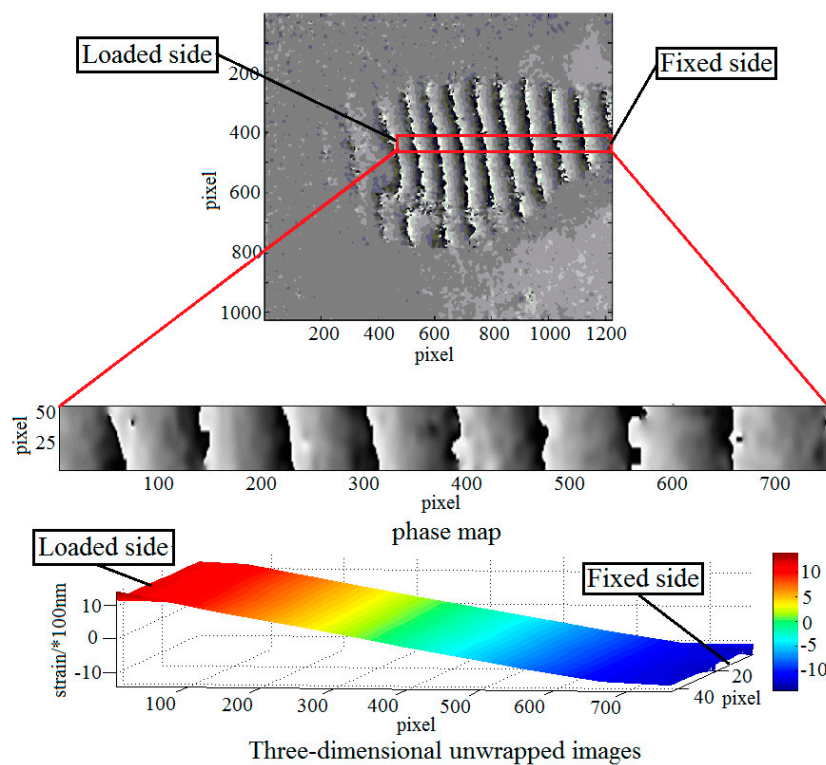 Loaded side
Fixed side
200
400
600
800
1000
pixel
200 400 600 800 1000 1200
pixel
50
25
pixel
100 200 300 400 500 600 700
pixel
phase map
Loaded side
Fixed side
10
0
-10
strain/*100nm
100 200 300 400 500 600 700
pixel
20
40
pixel
10
5
0
-5
-10
Three-dimensional unwrapped images